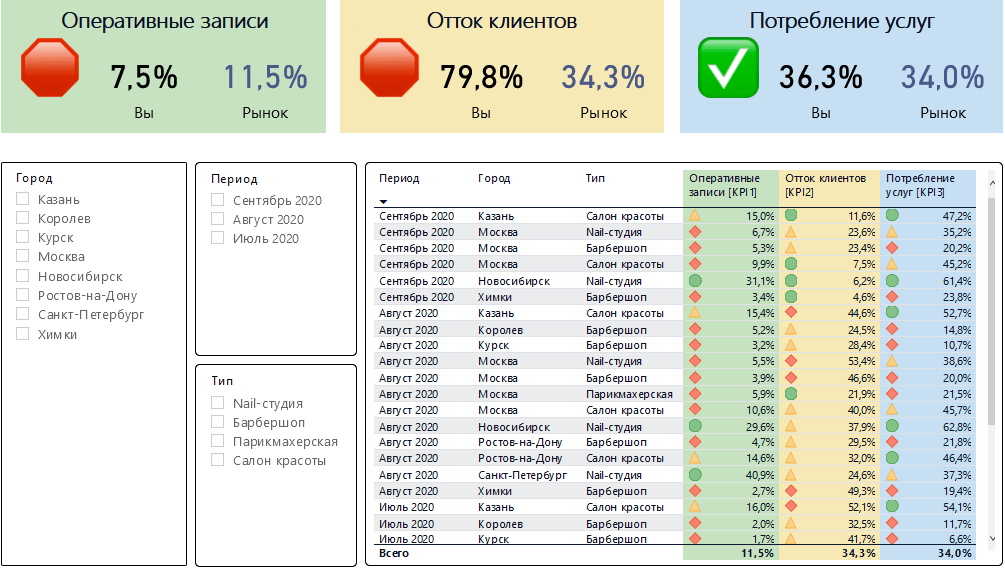 Оперативные записи
7,5%
11,5%
Вы
Рынок
Отток клиентов
79,8%
34,3%
Вы
Рынок
Потребление услуг
36,3%
34,0%
Вы
Рынок
Город
Казань
Королев
Курск
Москва
Новосибирск
Ростов-на-Дону
Санкт-Петербург
Химки
Период
Сентябрь 2020
Август 2020
Июль 2020
Тип
Nail-студия
Барбершоп
Парикмахерская
Салон красоты
Период Город Тип Оперативные записи [KPI1] Отток клиентов [KPI2] Потребление услуг [KPI3]
Сентябрь 2020 Казань Салон красоты 15,0% 11,6% 47,2%
Сентябрь 2020 Москва Nail-студия 6,7% 23,6% 35,2%
Сентябрь 2020 Москва Барбершоп 5,3% 23,4% 20,2%
Сентябрь 2020 Москва Салон красоты 9,9% 7,5% 45,2%
Сентябрь 2020 Новосибирск Nail-студия 31,1% 6,2% 61,4%
Сентябрь 2020 Химки Барбершоп 3,4% 4,6% 23,8%
Август 2020 Казань Салон красоты 15,4% 44,6% 52,7%
Август 2020 Королев Барбершоп 5,2% 24,5% 14,8%
Август 2020 Курск Барбершоп 3,2% 28,4% 10,7%
Август 2020 Москва Nail-студия 5,5% 53,4% 38,6%
Август 2020 Москва Барбершоп 3,9% 46,6% 20,0%
Август 2020 Москва Парикмахерская 5,9% 21,9% 21,5%
Август 2020 Москва Салон красоты 10,6% 40,0% 45,7%
Август 2020 Новосибирск Nail-студия 29,6% 37,9% 62,8%
Август 2020 Ростов-на-Дону Барбершоп 4,7% 29,5% 21,8%
Август 2020 Ростов-на-Дону Салон красоты 14,6% 32,0% 46,4%
Август 2020 Санкт-Петербург Nail-студия 40,9% 24,6% 37,3%
Август 2020 Химки Барбершоп 2,7% 49,3% 19,4%
Июль 2020 Казань Салон красоты 16,0% 52,1% 54,1%
Июль 2020 Королев Барбершоп 2,0% 32,5% 11,7%
Июль 2020 Курск Барбершоп 1,7% 41,7% 6,6%
Всего 11,5% 34,3% 34,0%